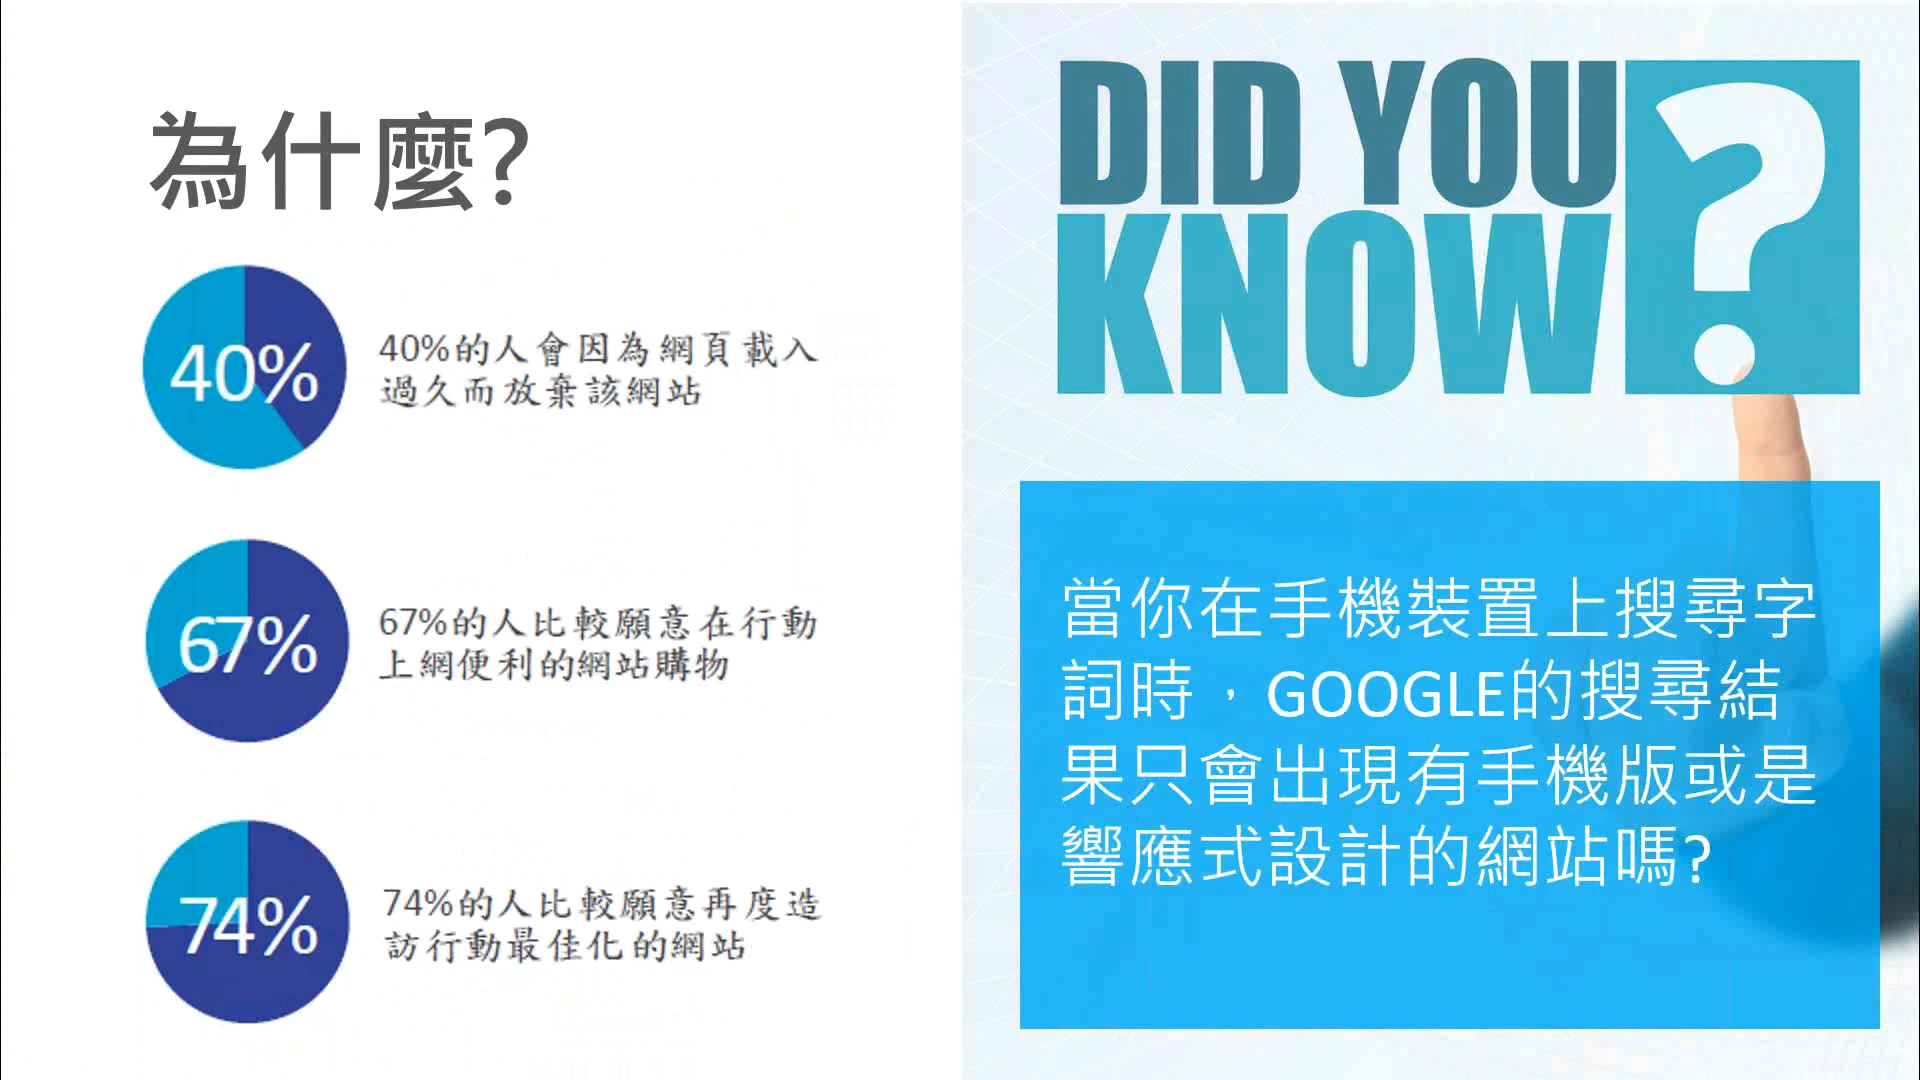 為什麼?
40%
40%的人會因為網頁載入
過久而放棄該網站
67%
67%的人比較願意在行動
上網便利的網站購物
74%
74%的人比較願意再度造
訪行動最佳化的網站
DID YOU
KNOW?
當你在手機裝置上搜尋字
詞時，GOOGLE的搜尋結
果只會出現有手機版或是
響應式設計的網站嗎?